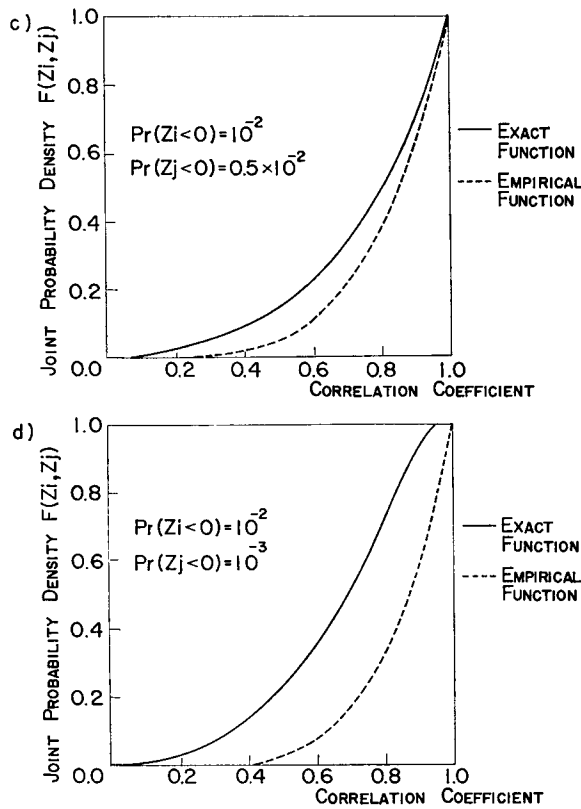 c)
JOINT PROBABILITY DENSITY F(Zi,Zj)
1.0
0.8
0.6
0.4
0.2
0.0
Pr(Zi<0)=10⁻²
Pr(Zj<0)=0.5×10⁻²
EXACT FUNCTION
EMPIRICAL FUNCTION
0.2 0.4 0.6 0.8 1.0
CORRELATION COEFFICIENT
d)
JOINT PROBABILITY DENSITY F(Zi,Zj)
1.0
0.8
0.6
0.4
0.2
0.0
Pr(Zi<0)=10⁻²
Pr(Zj<0)=10⁻³
EXACT
FUNCTION
EMPIRICAL
FUNCTION
0.2 0.4 0.6 0.8 1.0
CORRELATION COEFFICIENT